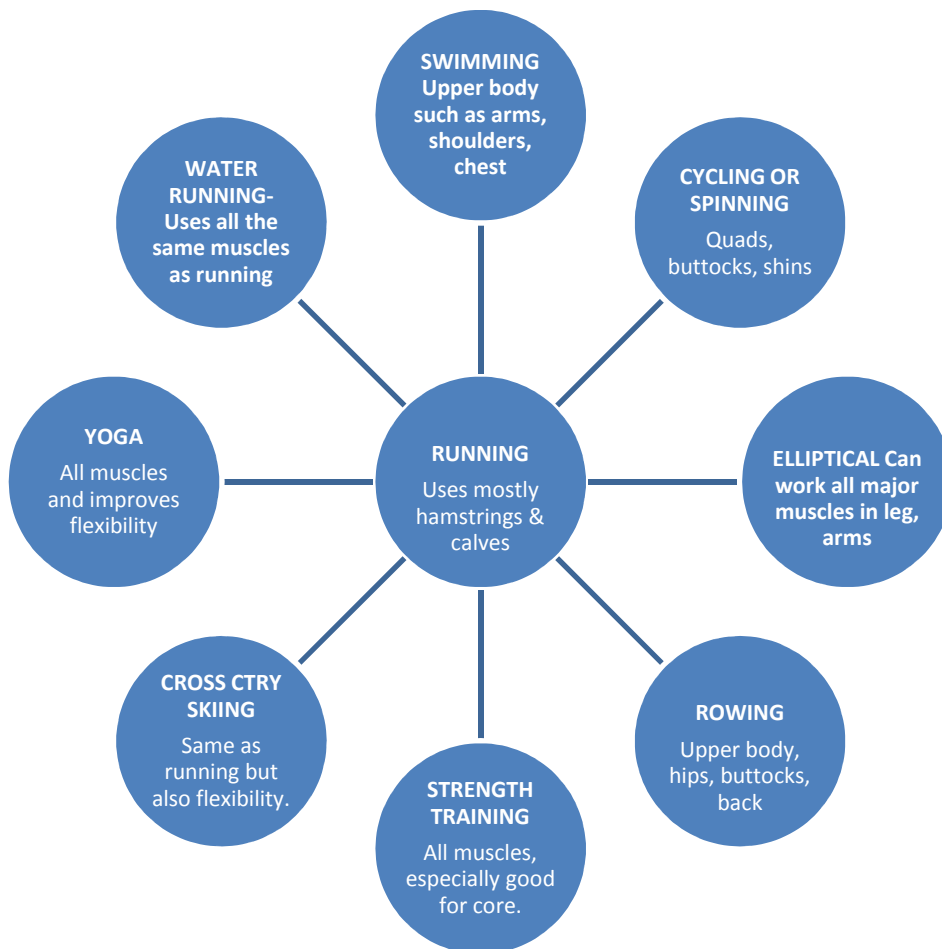 SWIMMING
Upper body
such as arms,
shoulders,
chest
CYCLING OR
SPINNING
Quads,
buttocks, shins
ELLIPTICAL Can
work all major
muscles in leg,
arms
ROWING
Upper body,
hips, buttocks,
back
STRENGTH
TRAINING
All muscles,
especially good
for core.
CROSS CTRY
SKIING
Same as
running but
also flexibility.
YOGA
All muscles
and improves
flexibility
WATER
RUNNING-
Uses all the
same muscles
as running
RUNNING
Uses mostly
hamstrings &
calves